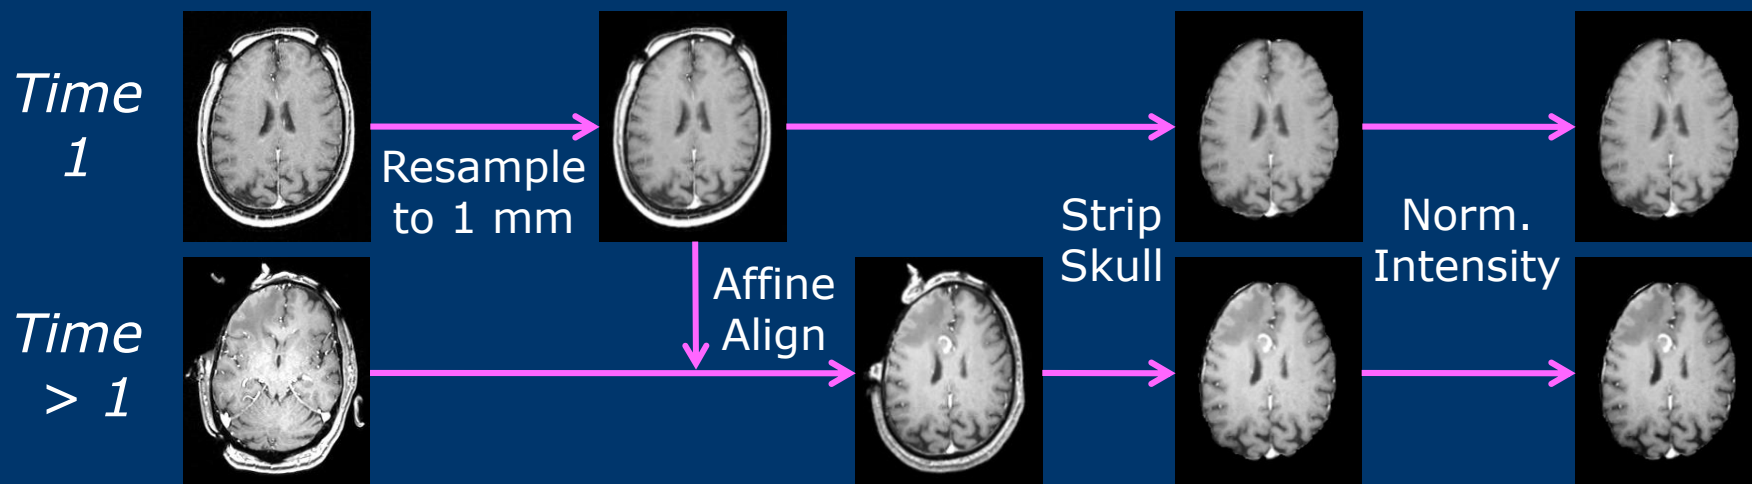 Time
1
Resample
to 1 mm
Strip
Skull
Norm.
Intensity
Affine
Align
Time
> 1